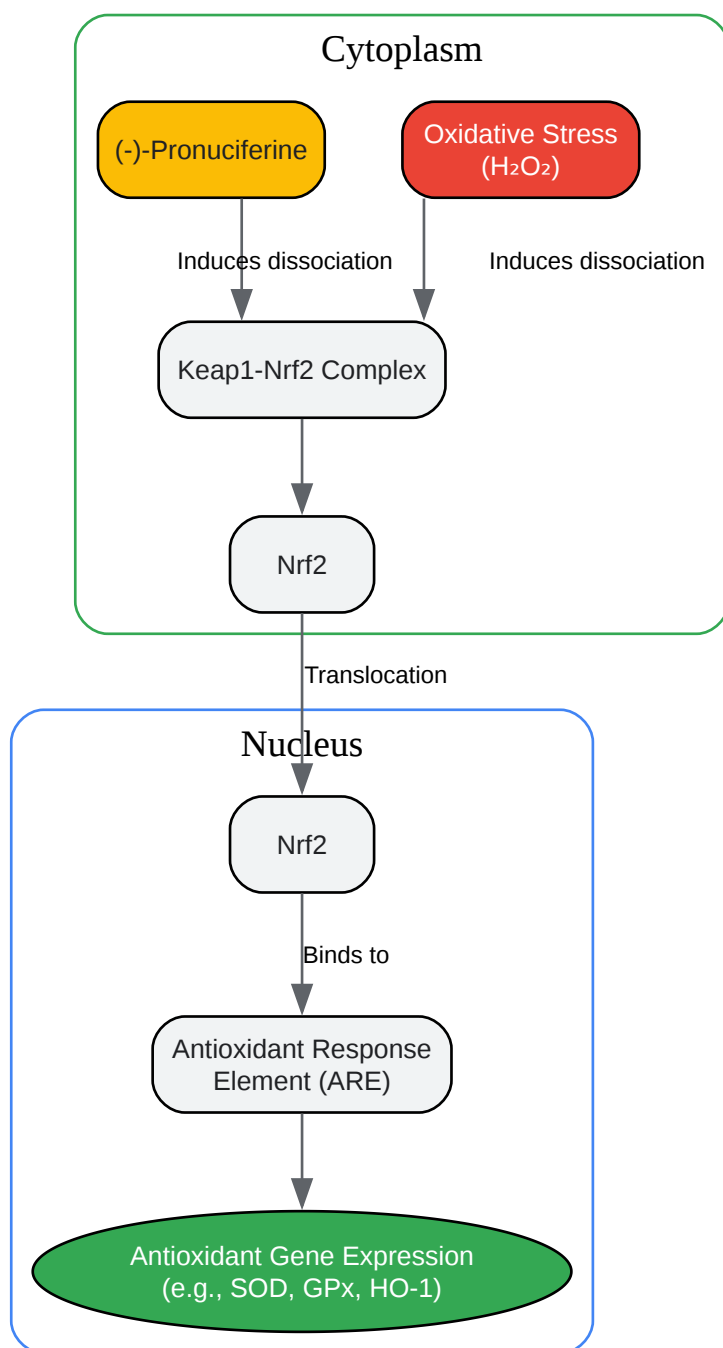 Cytoplasm
(-)-Pronuciferine
Oxidative Stress
(H₂O₂)
Induces dissociation
Induces dissociation
Keap1-Nrf2 Complex
Nrf2
Translocation
Nucleus
Nrf2
Binds to
Antioxidant Response
Element (ARE)
Antioxidant Gene Expression
(e.g., SOD, GPx, HO-1)